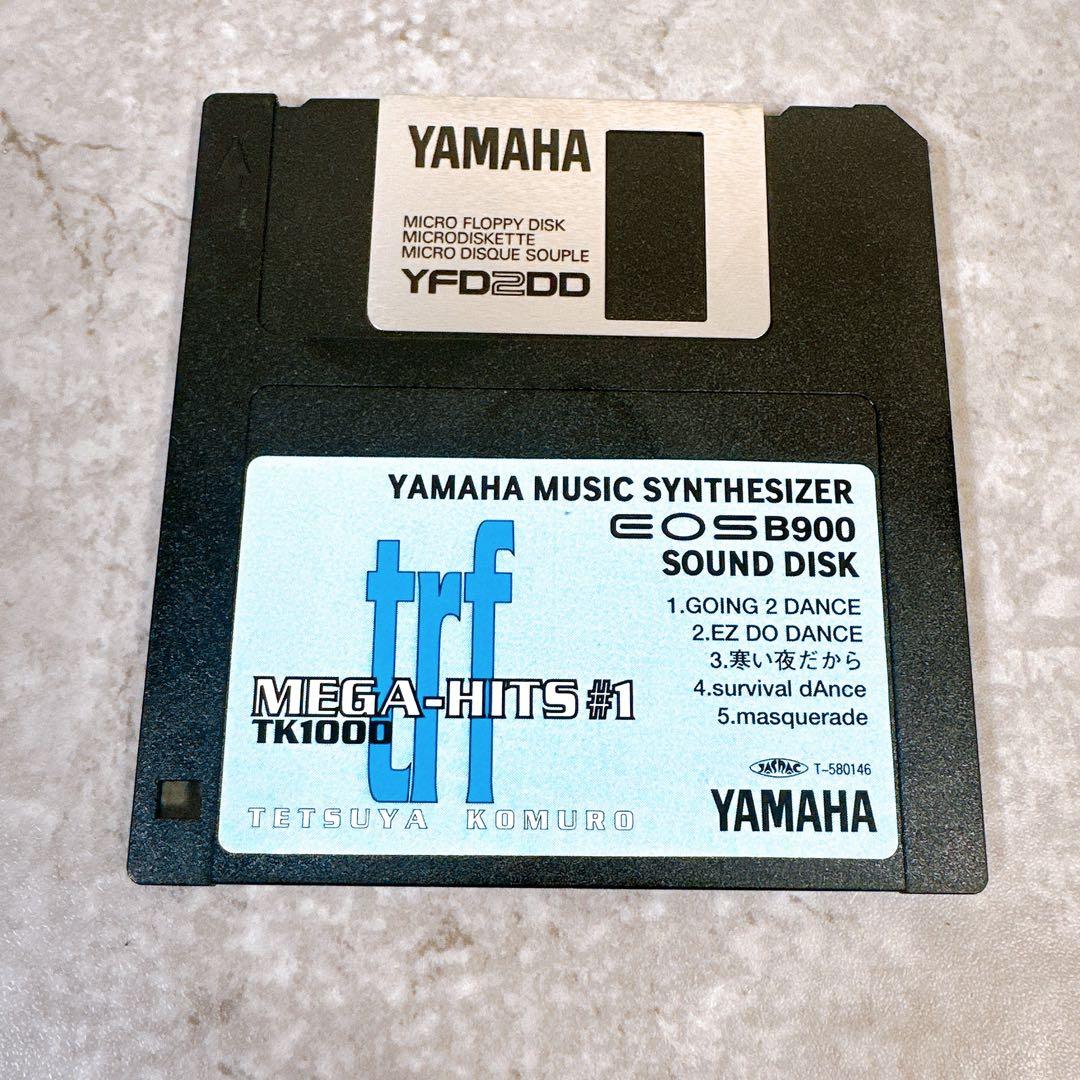 YAMAHA
MICRO FLOPPY DISK
MICRODISKETTE
MICRO DISQUE SOUPLE
YFD2DD
YAMAHA MUSIC SYNTHESIZER
EOS B900
SOUND DISK
trf
MEGA-HITS #1
TK100D
TETSUYA KOMURO
1.GOING 2 DANCE
2.EZ DO DANCE
3.寒い夜だから
4.survival dAnce
5.masquerade
JASRAC T-580146
YAMAHA